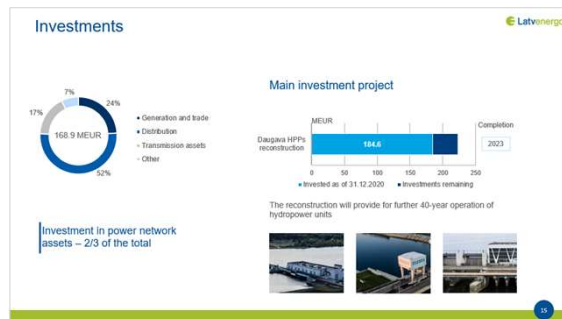 Investments
Latvenergo
7%
17%
24%
168.9 MEUR
52%
Generation and trade
Distribution
Transmission assets
Other
Investment in power network
assets – 2/3 of the total
Main investment project
MEUR
Completion
Daugava HPPs
reconstruction
184.6
2023
0 50 100 150 200 250
Invested as of 31.12.2020 Investments remaining
The reconstruction will provide for further 40-year operation of
hydropower units
15